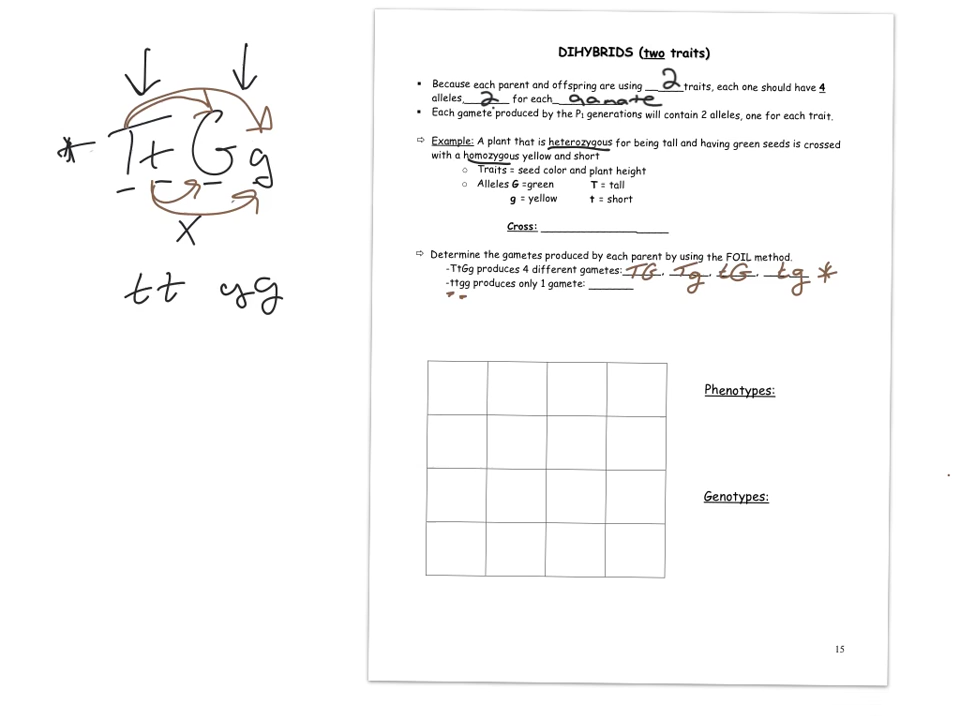 DIHYBRIDS (two traits)
▪ Because each parent and offspring are using 2 traits, each one should have 4
alleles, 2 for each gamate
▪ Each gamete produced by the P₁ generations will contain 2 alleles, one for each trait.
⇨ Example: A plant that is heterozygous for being tall and having green seeds is crossed
with a homozygous yellow and short
o Traits = seed color and plant height
o Alleles G =green T = tall
g = yellow t = short
Cross: ____________________
⇨ Determine the gametes produced by each parent by using the FOIL method.
-TtGg produces 4 different gametes: TG, Tg, tG, tg *
-ttgg produces only 1 gamete: _______
* Tt Gg
X
tt gg
Phenotypes:
Genotypes:
15